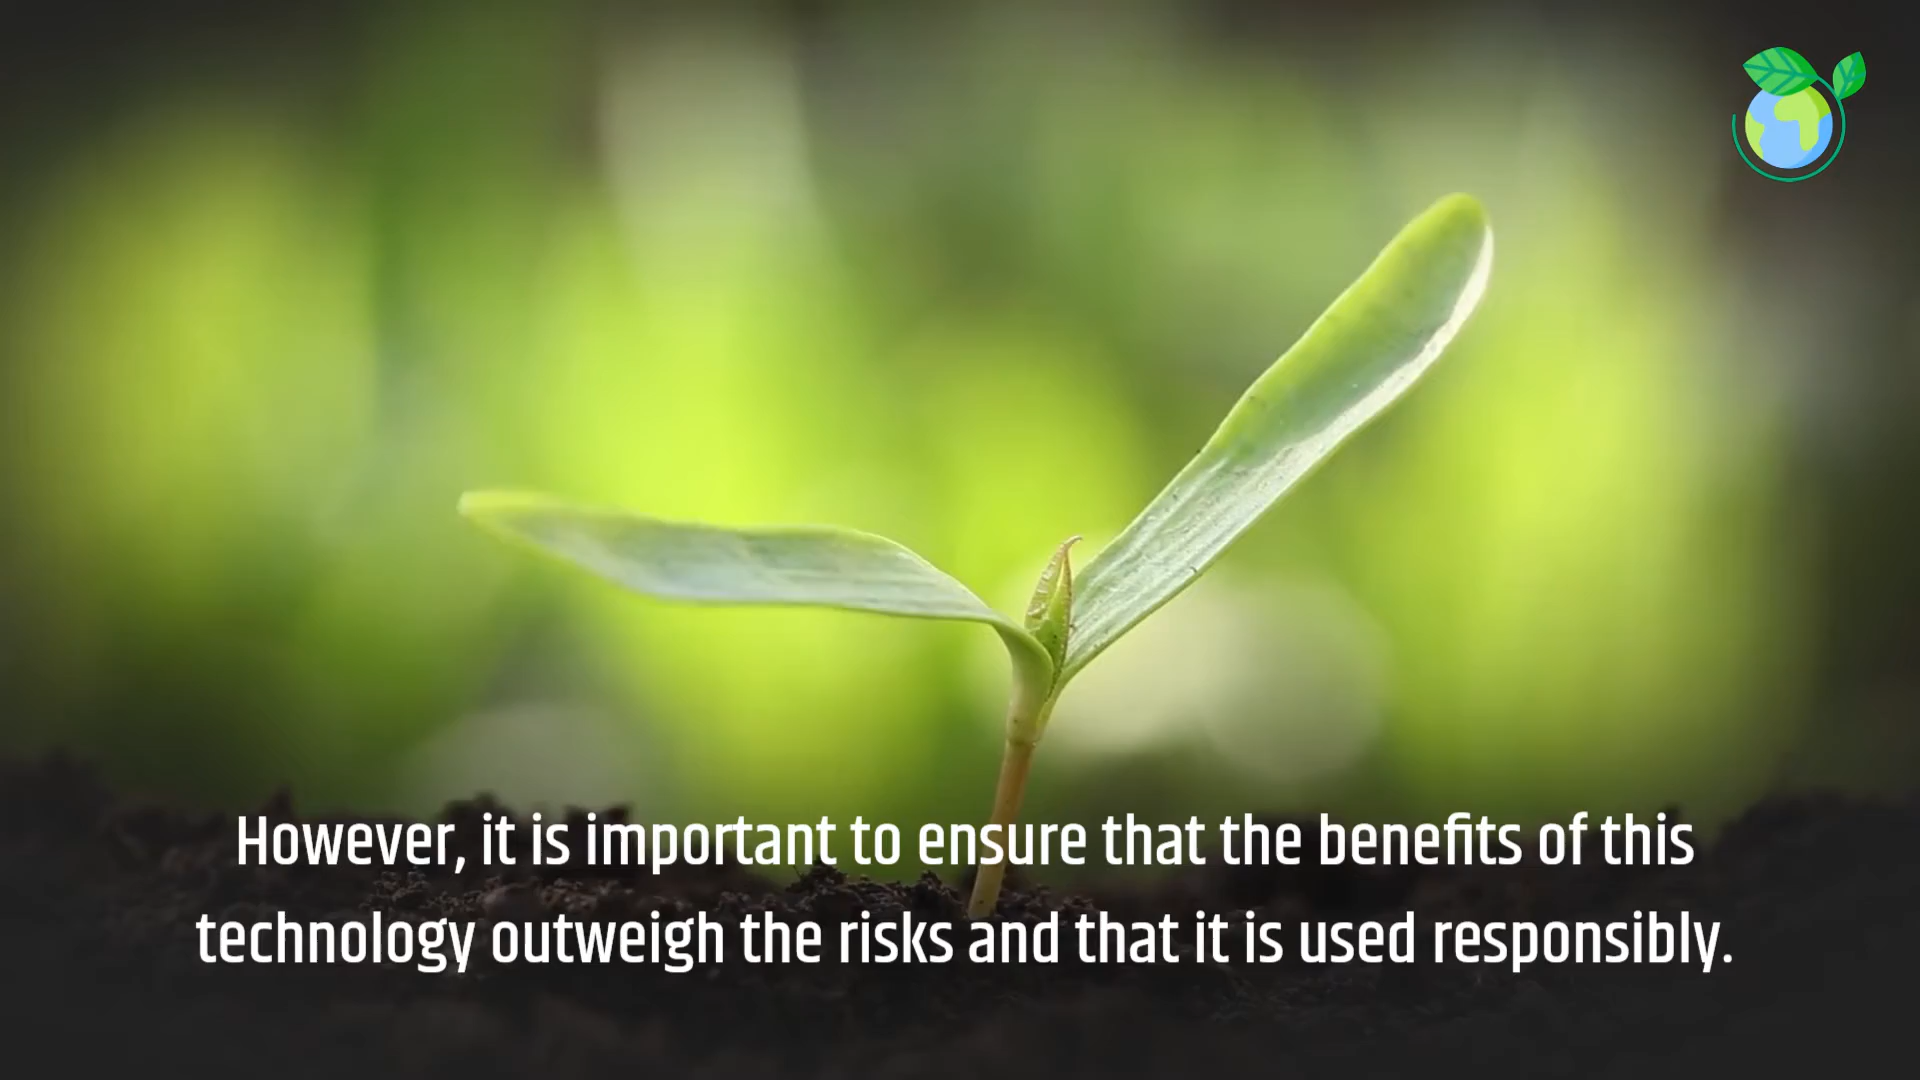 However, it is important to ensure that the benefits of this
technology outweigh the risks and that it is used responsibly.